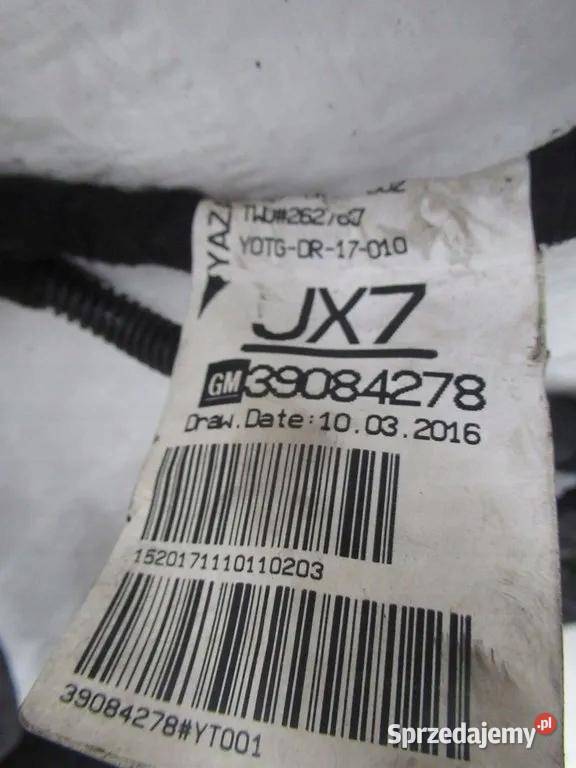 TWD#262787
YOTG-DR-17-010
JX7
GM 39084278
Draw.Date:10.03.2016
1520171110110203
39084278#YT001
Sprzedajemy.pl